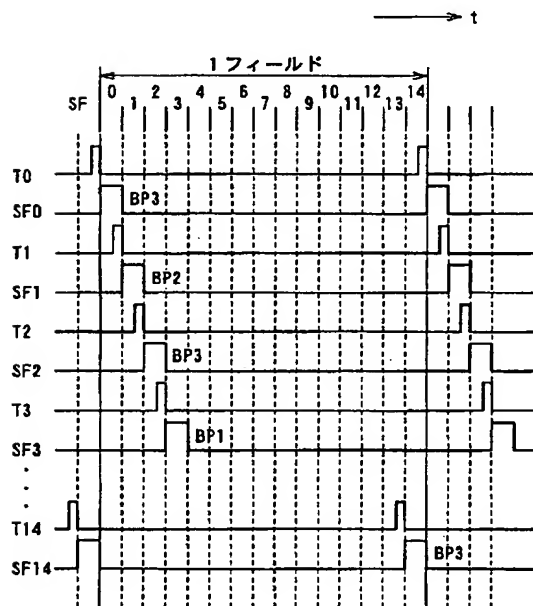 t
1フィールド
SF 0 1 2 3 4 5 6 7 8 9 10 11 12 13 14
T0
SF0 BP3
T1
SF1 BP2
T2
SF2 BP3
T3
SF3 BP1
T14
SF14 BP3